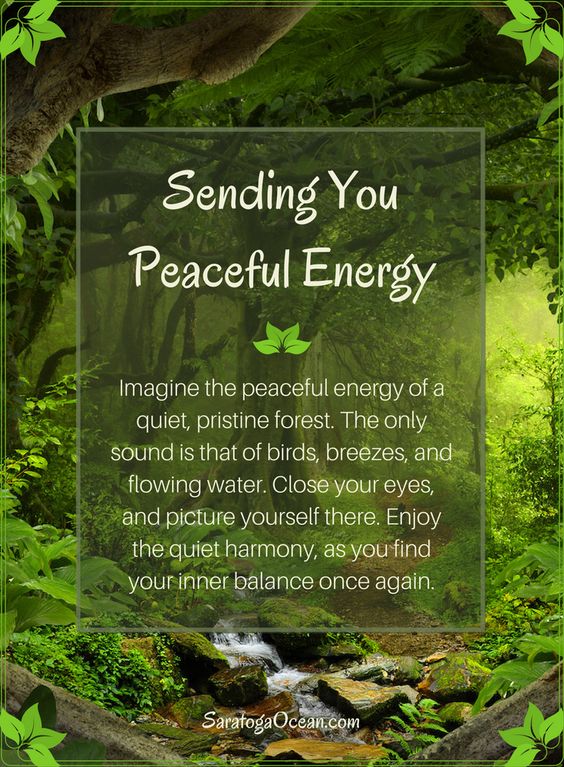 Sending You
Peaceful Energy
Imagine the peaceful energy of a
quiet, pristine forest. The only
sound is that of birds, breezes, and
flowing water. Close your eyes,
and picture yourself there. Enjoy
the quiet harmony, as you find
your inner balance once again.
SaratogaOcean.com